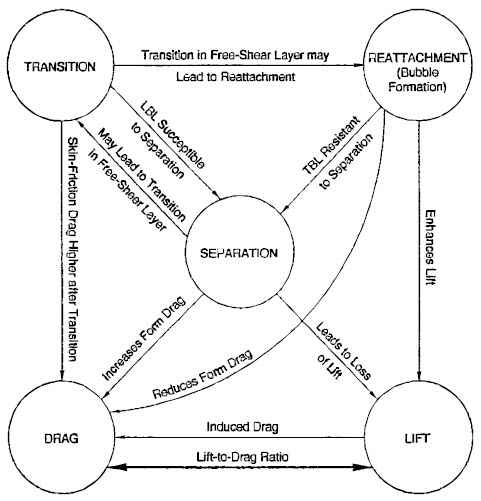 TRANSITION
Transition in Free-Shear Layer may
Lead to Reattachment
REATTACHMENT
(Bubble
Formation)
LBL Succeptible
to Separation
May Lead to Transition
in Free-Sheer Layer
TBL Resistant
to Separation
Skin-Friction Drag Higher after Transition
Enhances Lift
SEPARATION
Increases Form Drag
Reduces Form Drag
Leads to Loss
of Lift
DRAG
Induced Drag
Lift-to-Drag Ratio
LIFT